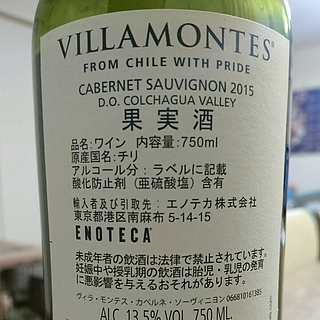 VILLAMONTES®
FROM CHILE WITH PRIDE
CABERNET SAUVIGNON 2015
D.O. COLCHAGUA VALLEY
果実酒
品名:ワイン 内容量:750ml
原産国名:チリ
アルコール分:ラベルに記載
酸化防止剤(亜硫酸塩)含有
輸入者及び引取先:エノテカ株式会社
東京都港区南麻布 5-14-15
ENOTECA®
未成年者の飲酒は法律で禁止されています。
妊娠中や授乳期の飲酒は胎児・乳児の発育
に悪影響を与えるおそれがあります。
ヴィラ・モンテス・カベルネ・ソーヴィニヨン 066810161385
ALC. 13.5% VOL. 750 ML.